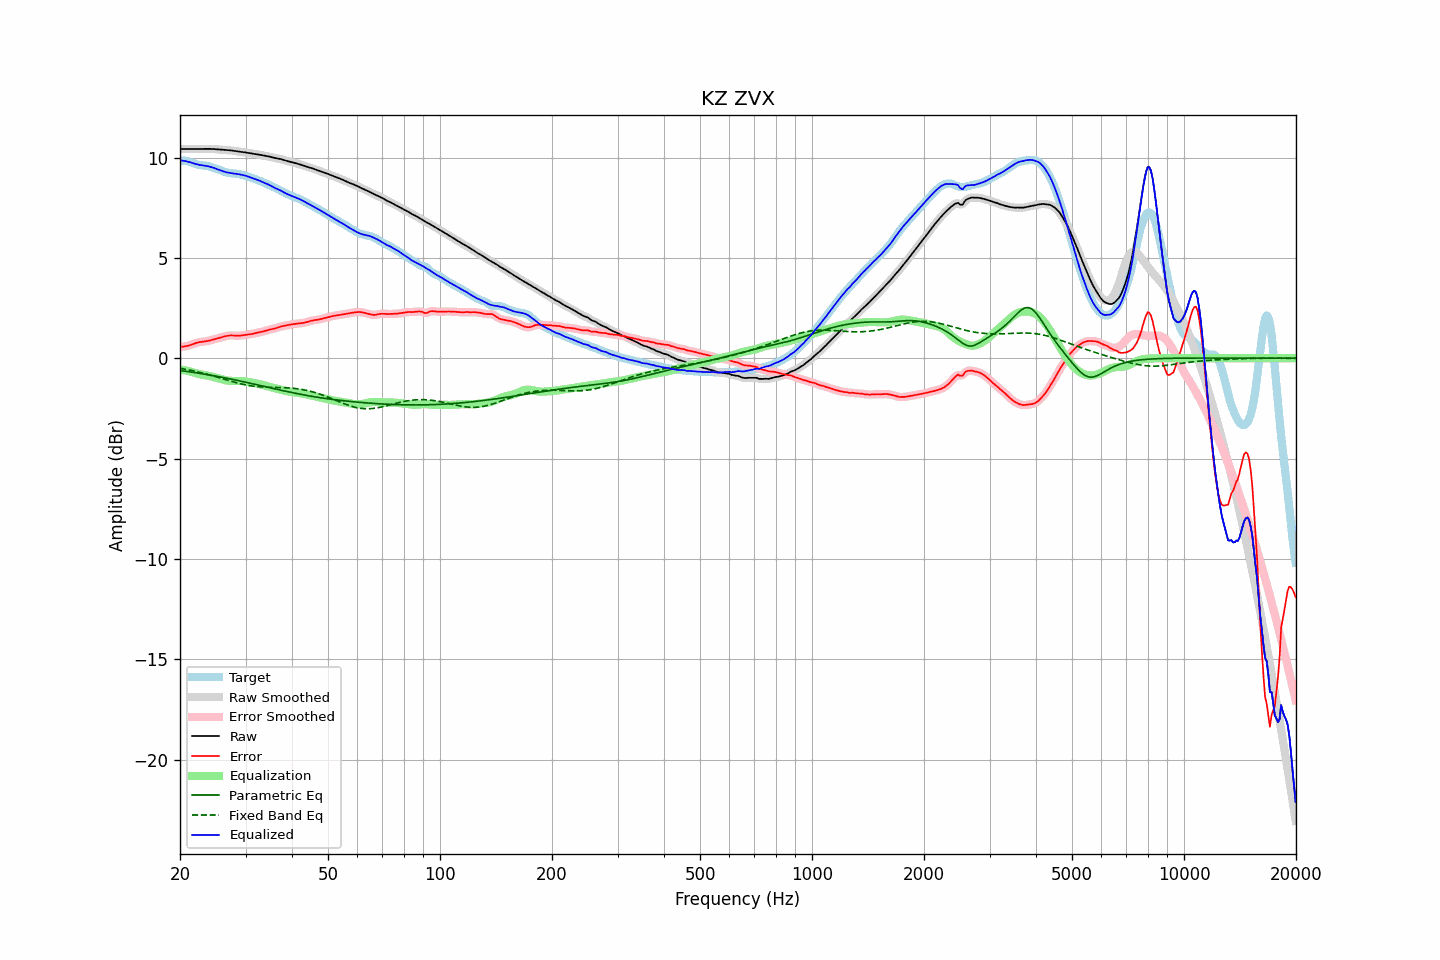 KZ ZVX
10
5
0
−5
−10
−15
−20
Amplitude (dBr)
Target
Raw Smoothed
Error Smoothed
Raw
Error
Equalization
Parametric Eq
Fixed Band Eq
Equalized
20 50 100 200 500 1000 2000 5000 10000 20000
Frequency (Hz)